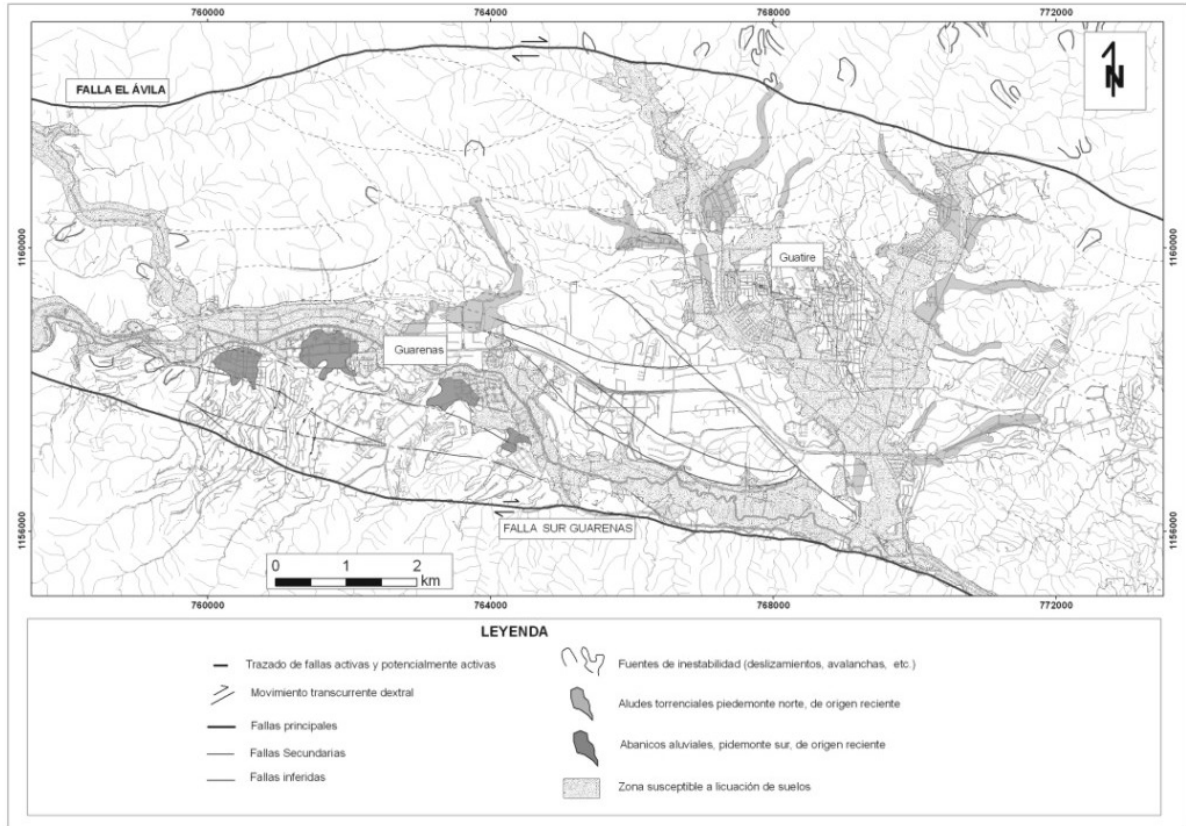 760000 764000 768000 772000
N
FALLA EL ÁVILA
1160000 1160000
Guatire
Guarenas
1156000 1156000
FALLA SUR GUARENAS
0 1 2
km
760000 764000 768000 772000
LEYENDA
Trazado de fallas activas y potencialmente activas
Movimiento transcurrente dextral
Fallas principales
Fallas Secundarias
Fallas inferidas
Fuentes de inestabilidad (deslizamientos, avalanchas, etc.)
Aludes torrenciales piedemonte norte, de origen reciente
Abanicos aluviales, pidemonte sur, de origen reciente
Zona susceptible a licuación de suelos